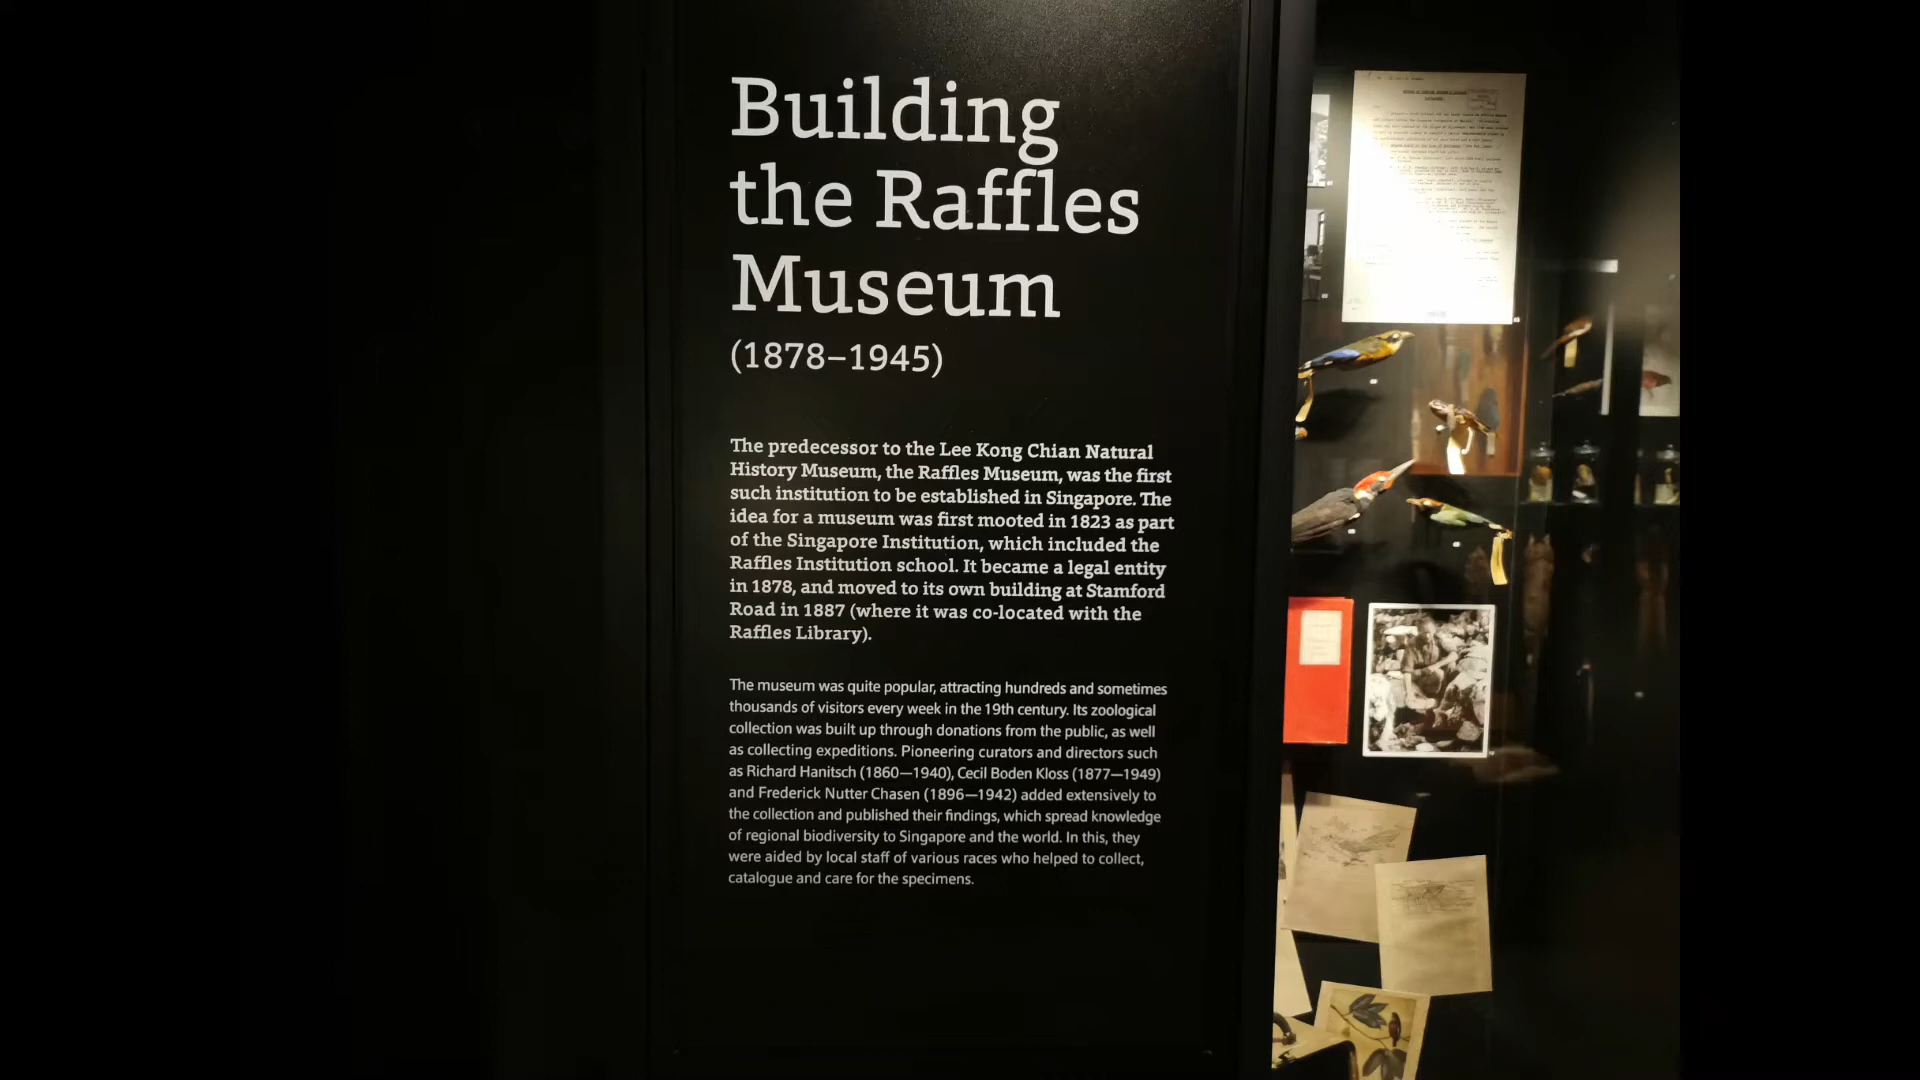 Building
the Raffles
Museum
(1878–1945)
The predecessor to the Lee Kong Chian Natural
History Museum, the Raffles Museum, was the first
such institution to be established in Singapore. The
idea for a museum was first mooted in 1823 as part
of the Singapore Institution, which included the
Raffles Institution school. It became a legal entity
in 1878, and moved to its own building at Stamford
Road in 1887 (where it was co-located with the
Raffles Library).
The museum was quite popular, attracting hundreds and sometimes
thousands of visitors every week in the 19th century. Its zoological
collection was built up through donations from the public, as well
as collecting expeditions. Pioneering curators and directors such
as Richard Hanitsch (1860—1940), Cecil Boden Kloss (1877—1949)
and Frederick Nutter Chasen (1896—1942) added extensively to
the collection and published their findings, which spread knowledge
of regional biodiversity to Singapore and the world. In this, they
were aided by local staff of various races who helped to collect,
catalogue and care for the specimens.